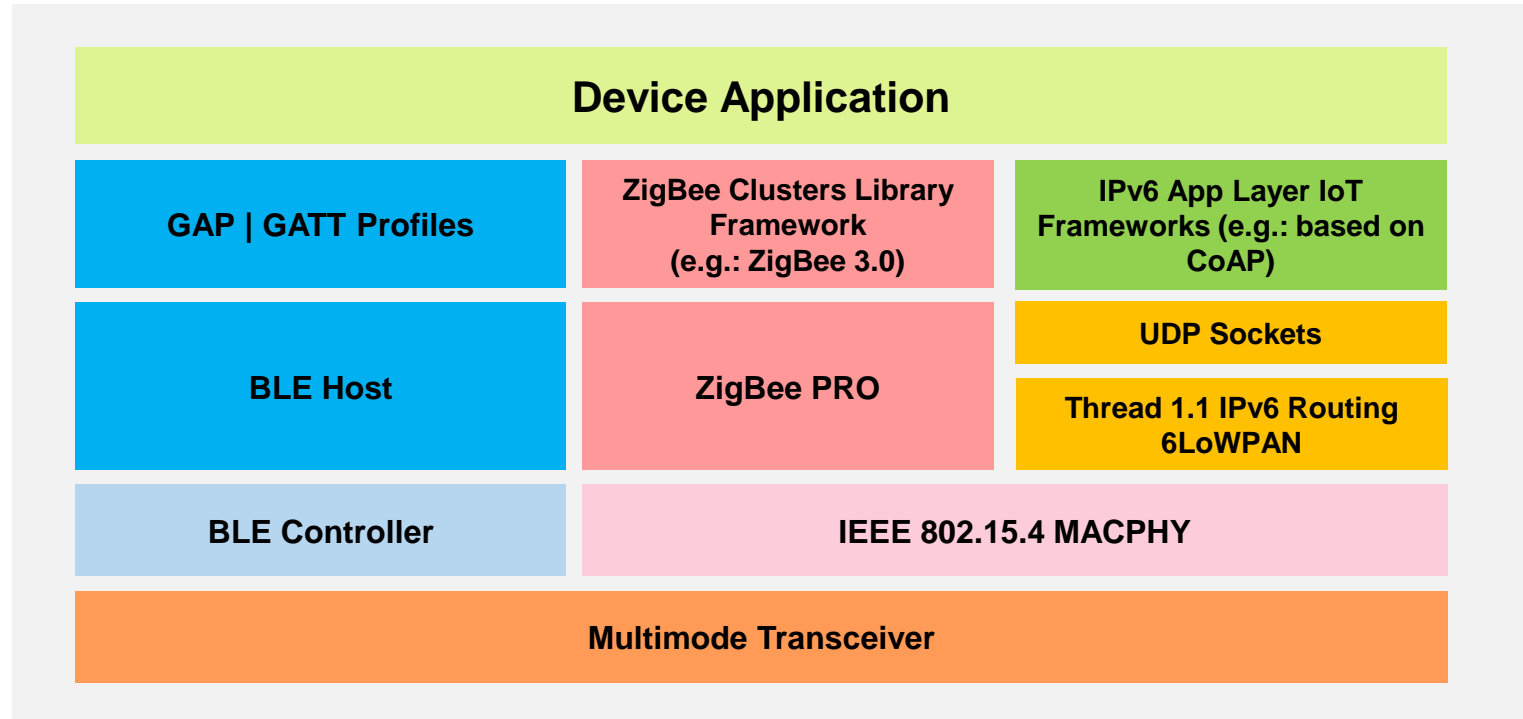 Device Application
GAP | GATT Profiles
ZigBee Clusters Library
Framework
(e.g.: ZigBee 3.0)
IPv6 App Layer IoT
Frameworks (e.g.: based on
CoAP)
BLE Host
ZigBee PRO
UDP Sockets
Thread 1.1 IPv6 Routing
6LoWPAN
BLE Controller
IEEE 802.15.4 MACPHY
Multimode Transceiver